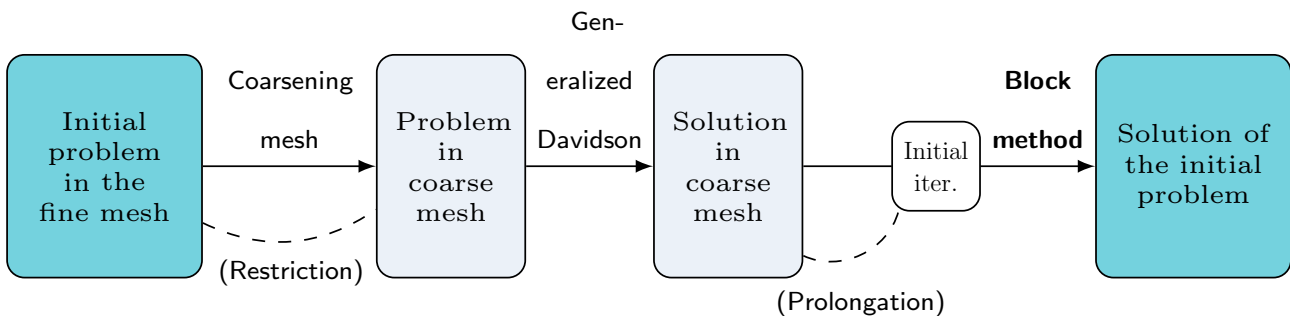 Initial
problem
in the
fine mesh
Coarsening
mesh
(Restriction)
Problem
in
coarse
mesh
Gen-
eralized
Davidson
Solution
in
coarse
mesh
(Prolongation)
Initial
iter.
Block
method
Solution of
the initial
problem